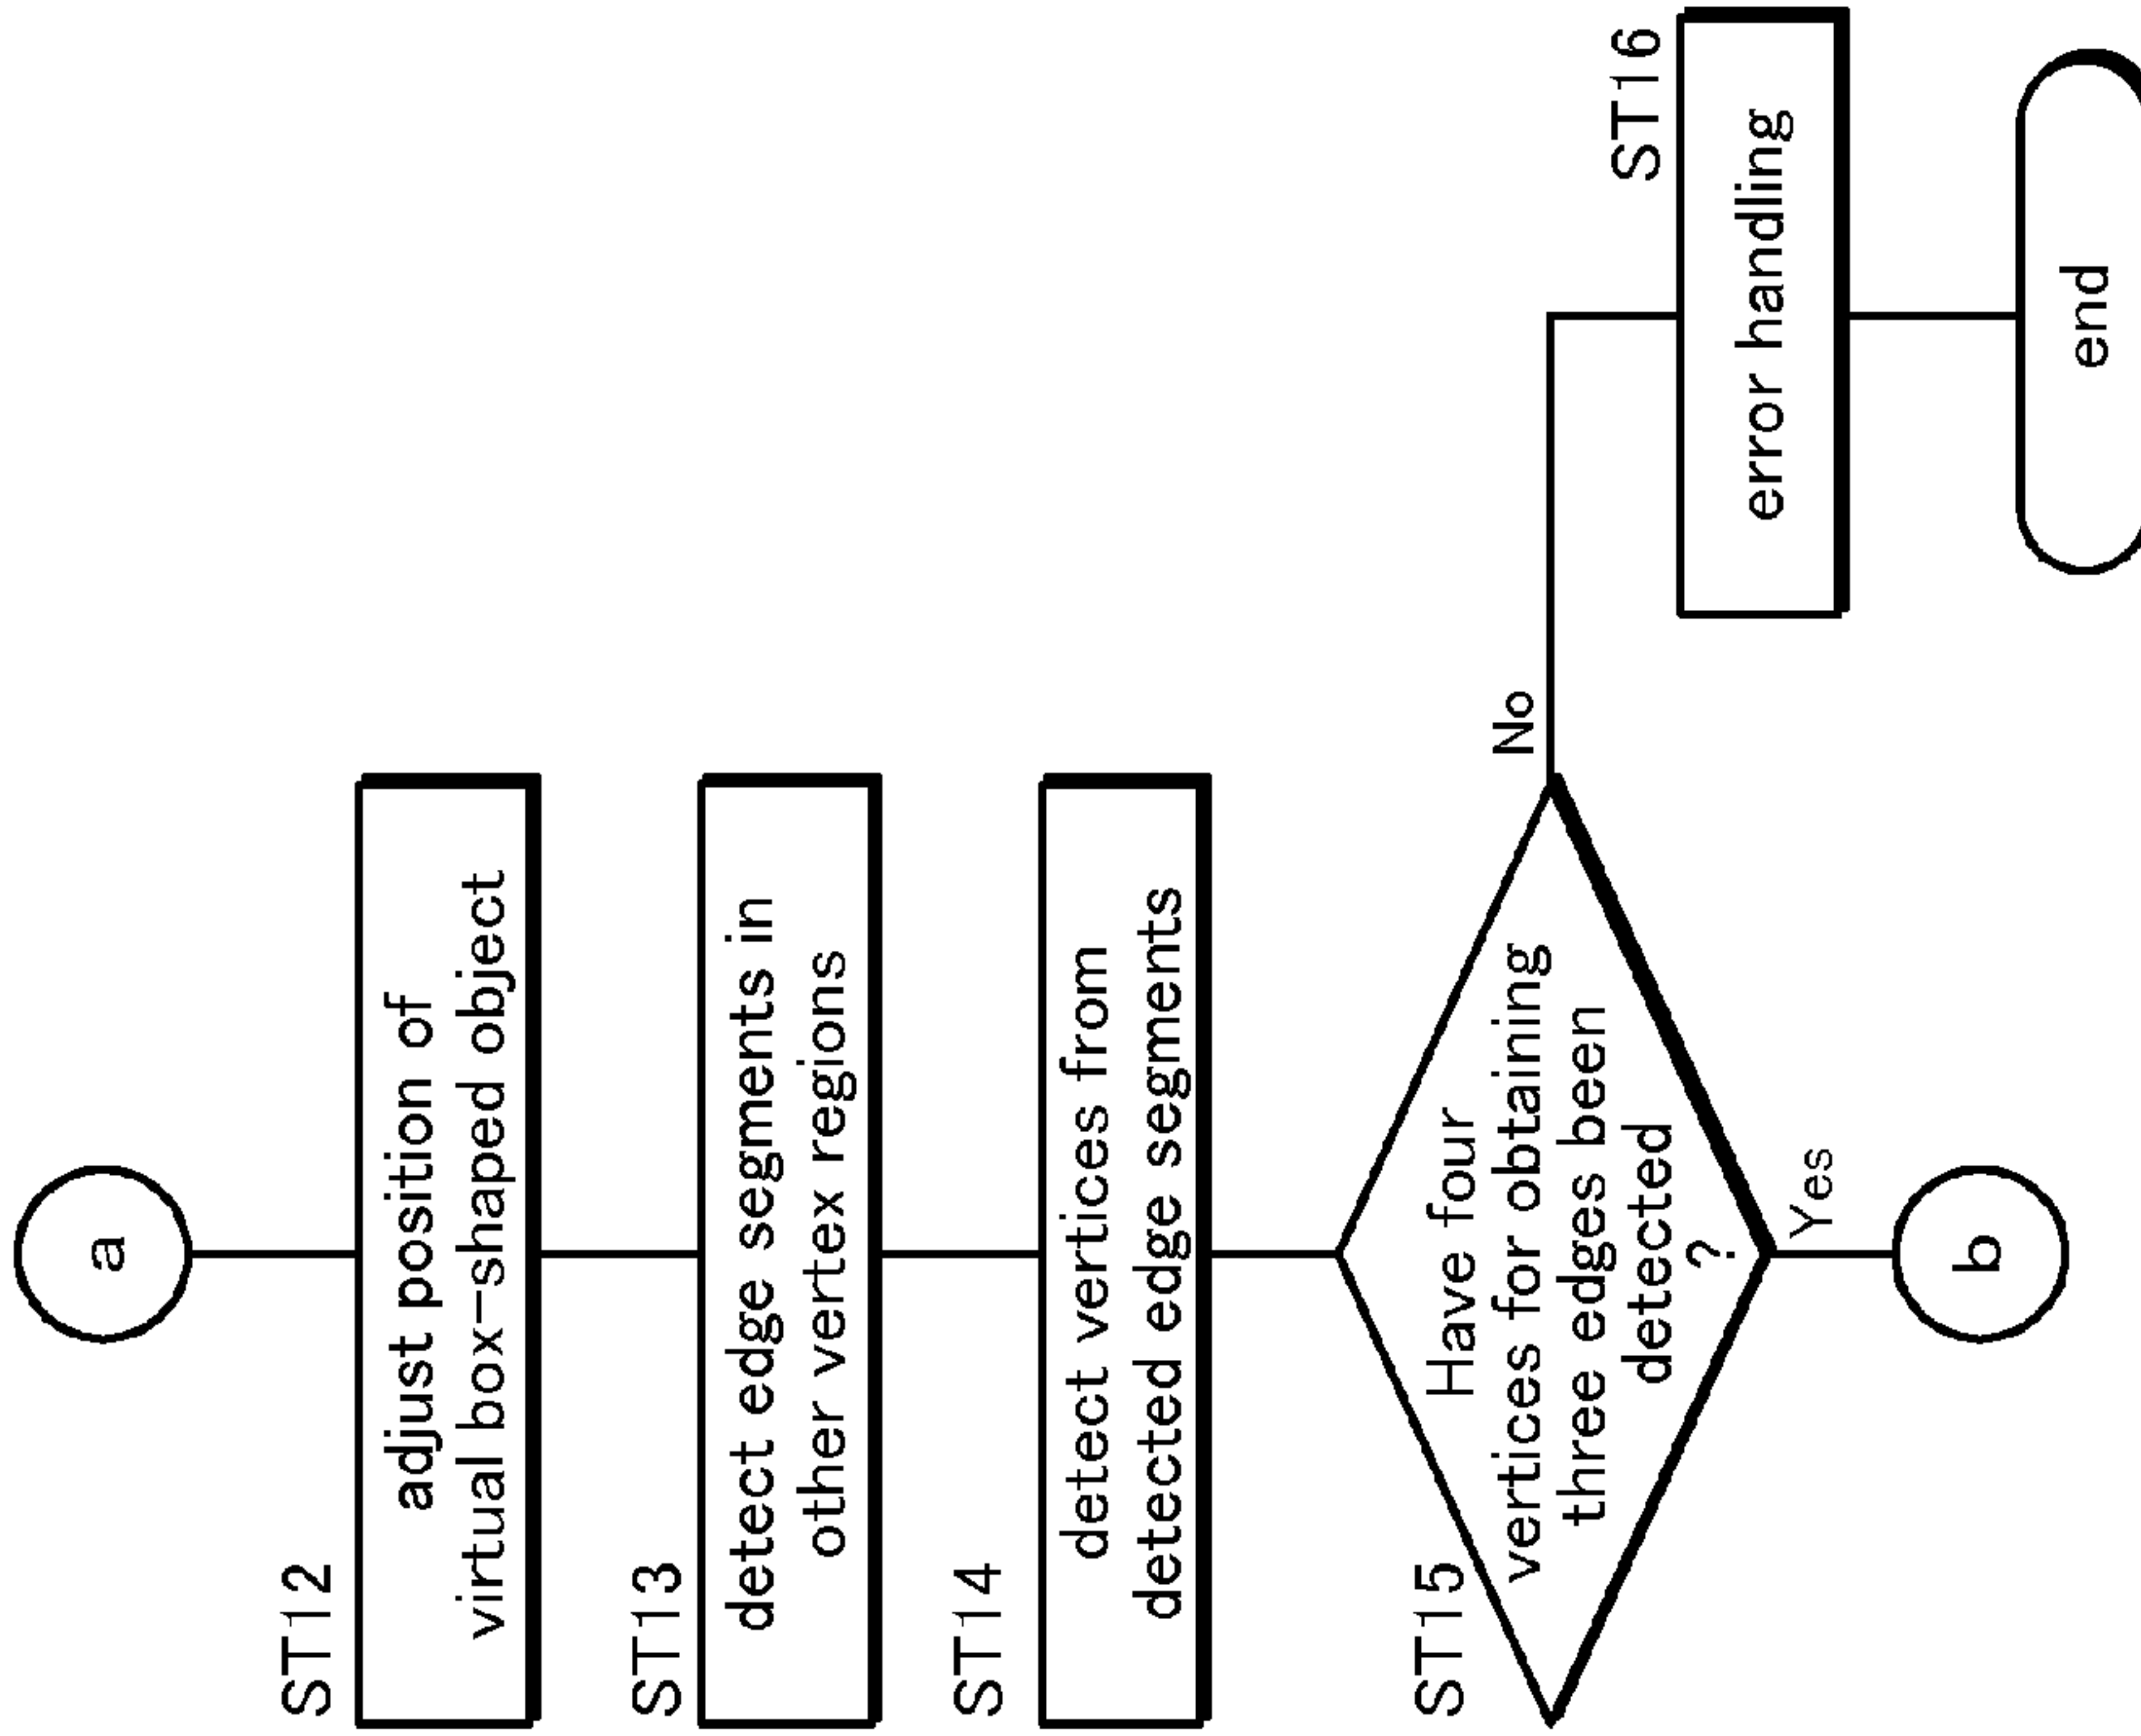 a
ST12
adjust position of
virtual box-shaped object
ST13
detect edge segments in
other vertex regions
ST14
detect vertices from
detected edge segments
ST15
Have four
vertices for obtaining
three edges been
detected
?
No
Yes
b
ST16
error handling
end